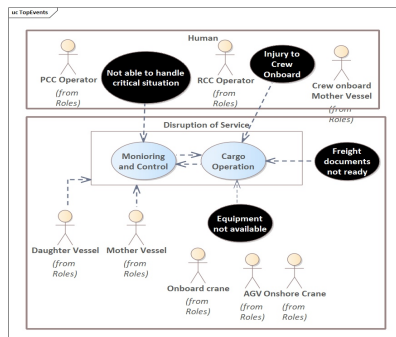 uc TopEvents
Human
PCC Operator
(from
Roles)
Not able to handle
critical situation
RCC Operator
(from
Roles)
Injury to
Crew
Onboard
Crew onboard
Mother Vessel
(from
Roles)
Disruption of Service
Monioring
and Control
Cargo
Operation
Freight
documents
not ready
Equipment
not available
Daughter Vessel
(from
Roles)
Mother Vessel
(from
Roles)
Onboard crane
(from
Roles)
AGV
(from
Roles)
Onshore Crane
(from
Roles)